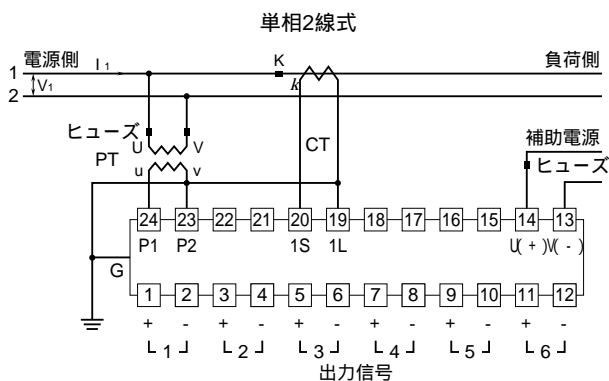 単相2線式
電源側 I1 K 負荷側
1
V1
2
k
ヒューズ U V
PT
CT
u v
補助電源
ヒューズ
24 23 22 21 20 19 18 17 16 15 14 13
P1 P2 1S 1L U(+) V(-)
G
1 2 3 4 5 6 7 8 9 10 11 12
+ - + - + - + - + - + -
1 2 3 4 5 6
出力信号